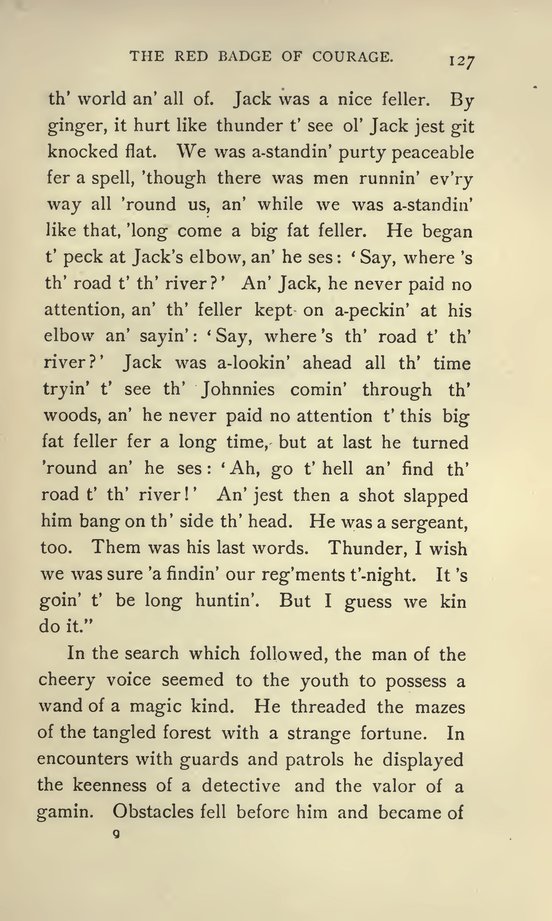 THE RED BADGE OF COURAGE. 127
th' world an' all of. Jack was a nice feller. By
ginger, it hurt like thunder t' see ol' Jack jest git
knocked flat. We was a-standin' purty peaceable
fer a spell, 'though there was men runnin' ev'ry
way all 'round us, an' while we was a-standin'
like that, 'long come a big fat feller. He began
t' peck at Jack's elbow, an' he ses: ‘Say, where 's
th' road t' th' river?’ An' Jack, he never paid no
attention, an' th' feller kept on a-peckin' at his
elbow an' sayin': ‘Say, where 's th' road t' th'
river?’ Jack was a-lookin' ahead all th' time
tryin' t' see th' Johnnies comin' through th'
woods, an' he never paid no attention t' this big
fat feller fer a long time, but at last he turned
'round an' he ses: ‘Ah, go t' hell an' find th'
road t' th' river!’ An' jest then a shot slapped
him bang on th' side th' head. He was a sergeant,
too. Them was his last words. Thunder, I wish
we was sure 'a findin' our reg'ments t'-night. It 's
goin' t' be long huntin'. But I guess we kin
do it.”
In the search which followed, the man of the
cheery voice seemed to the youth to possess a
wand of a magic kind. He threaded the mazes
of the tangled forest with a strange fortune. In
encounters with guards and patrols he displayed
the keenness of a detective and the valor of a
gamin. Obstacles fell before him and became of
9